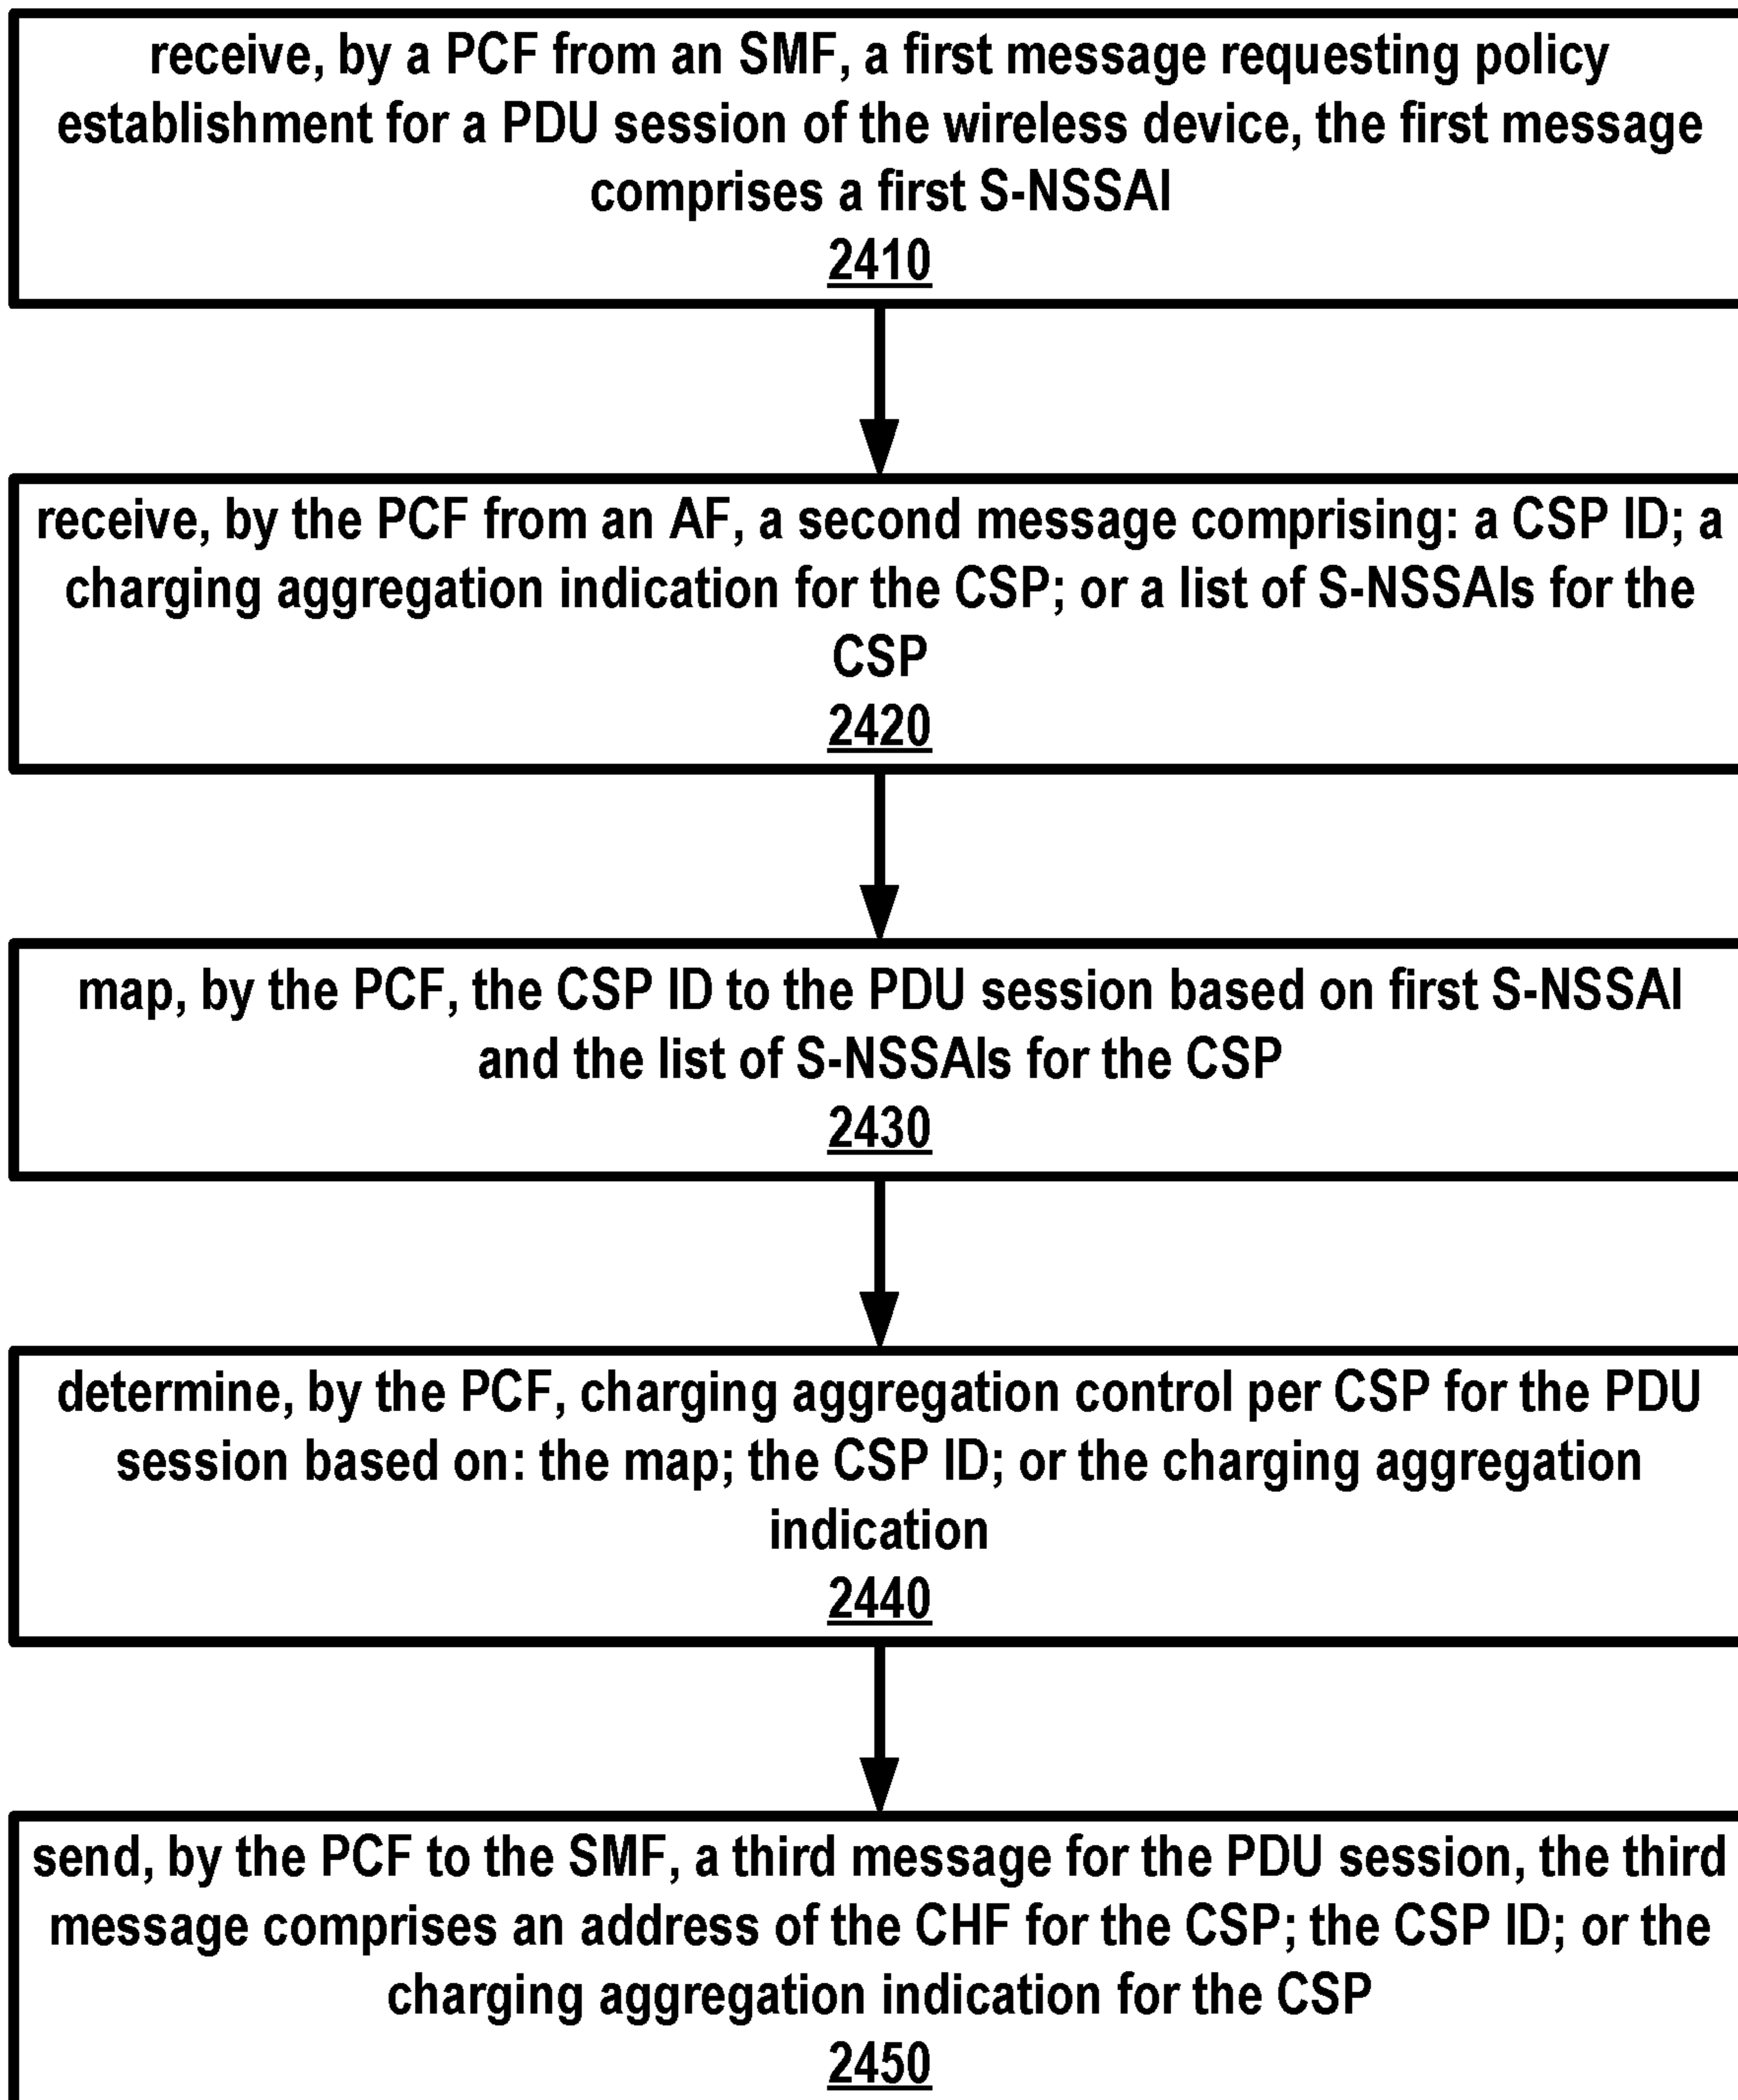 receive, by a PCF from an SMF, a first message requesting policy
establishment for a PDU session of the wireless device, the first message
comprises a first S-NSSAI
2410
receive, by the PCF from an AF, a second message comprising: a CSP ID; a
charging aggregation indication for the CSP; or a list of S-NSSAIs for the
CSP
2420
map, by the PCF, the CSP ID to the PDU session based on first S-NSSAI
and the list of S-NSSAIs for the CSP
2430
determine, by the PCF, charging aggregation control per CSP for the PDU
session based on: the map; the CSP ID; or the charging aggregation
indication
2440
send, by the PCF to the SMF, a third message for the PDU session, the third
message comprises an address of the CHF for the CSP; the CSP ID; or the
charging aggregation indication for the CSP
2450